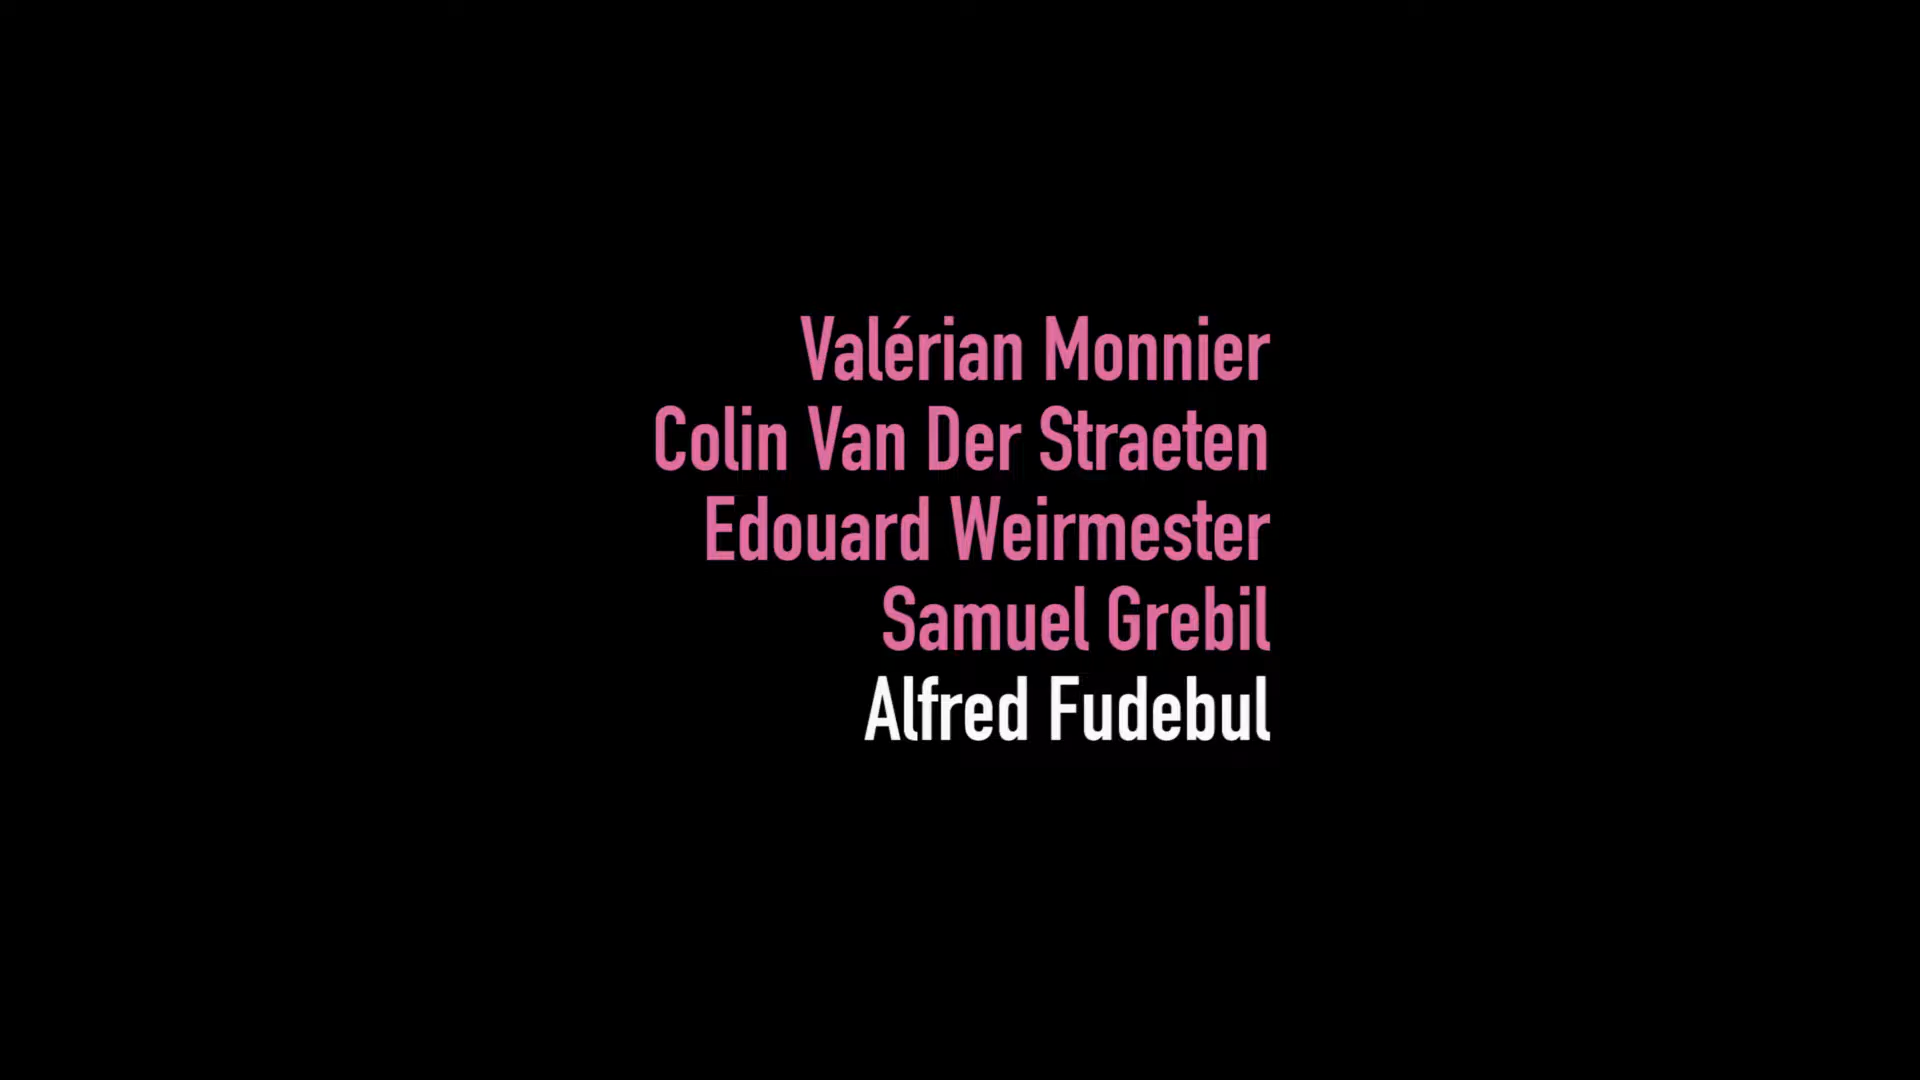 Valérian Monnier
Colin Van Der Straeten
Edouard Weirmester
Samuel Grebil
Alfred Fudebul